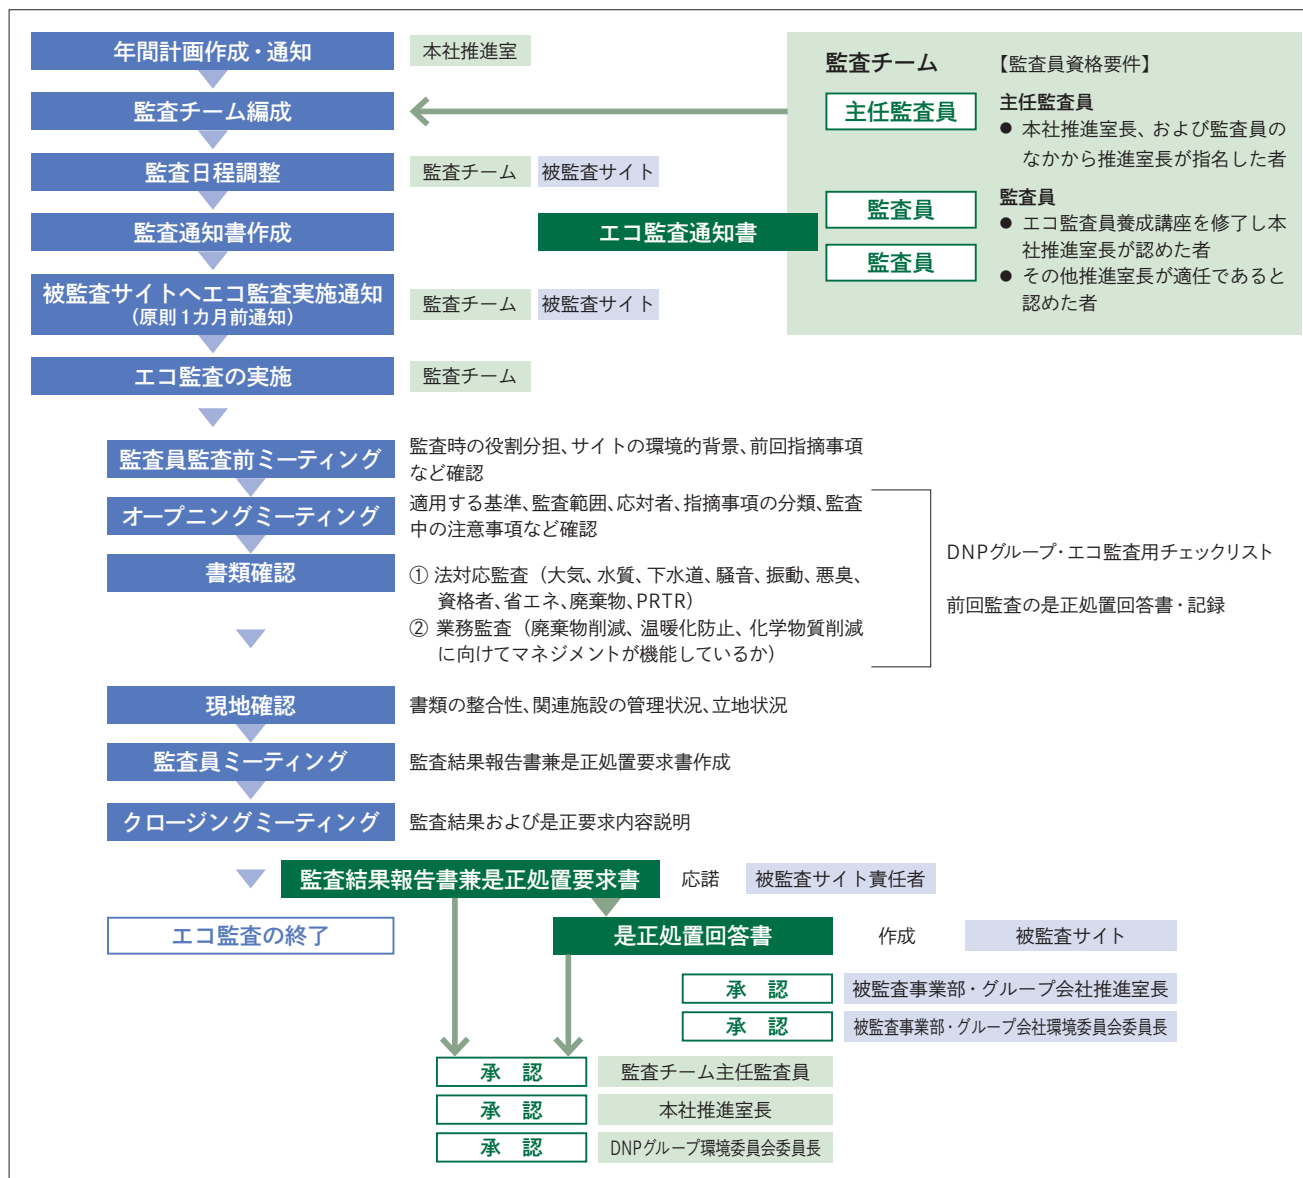 年間計画作成・通知
本社推進室
監査チーム編成
監査日程調整
監査チーム
被監査サイト
監査通知書作成
エコ監査通知書
被監査サイトへエコ監査実施通知
(原則1カ月前通知)
監査チーム
被監査サイト
エコ監査の実施
監査チーム
監査チーム
【監査員資格要件】
主任監査員
主任監査員
● 本社推進室長、および監査員の
なかから推進室長が指名した者
監査員
監査員
監査員
● エコ監査員養成講座を修了し本
社推進室長が認めた者
● その他推進室長が適任であると
認めた者
監査員監査前ミーティング
監査時の役割分担、サイトの環境的背景、前回指摘事項
など確認
オープニングミーティング
適用する基準、監査範囲、応対者、指摘事項の分類、監査
中の注意事項など確認
書類確認
① 法対応監査（大気、水質、下水道、騒音、振動、悪臭、
資格者、省エネ、廃棄物、PRTR）
② 業務監査（廃棄物削減、温暖化防止、化学物質削減
に向けてマネジメントが機能しているか）
DNPグループ・エコ監査用チェックリスト
前回監査の是正処置回答書・記録
現地確認
書類の整合性、関連施設の管理状況、立地状況
監査員ミーティング
監査結果報告書兼是正処置要求書作成
クロージングミーティング
監査結果および是正要求内容説明
監査結果報告書兼是正処置要求書
応諾
被監査サイト責任者
エコ監査の終了
是正処置回答書
作成
被監査サイト
承 認
被監査事業部・グループ会社推進室長
承 認
被監査事業部・グループ会社環境委員会委員長
承 認
監査チーム主任監査員
承 認
本社推進室長
承 認
DNPグループ環境委員会委員長